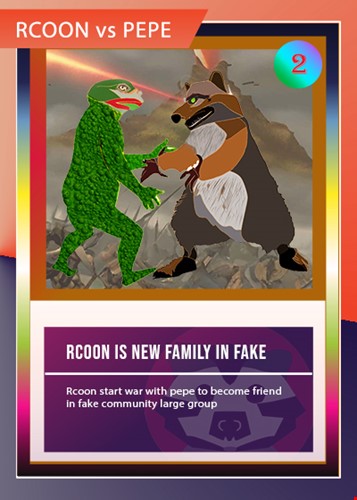 RCOON vs PEPE
2
RCOON IS NEW FAMILY IN FAKE
Rcoon start war with pepe to become friend
in fake community large group